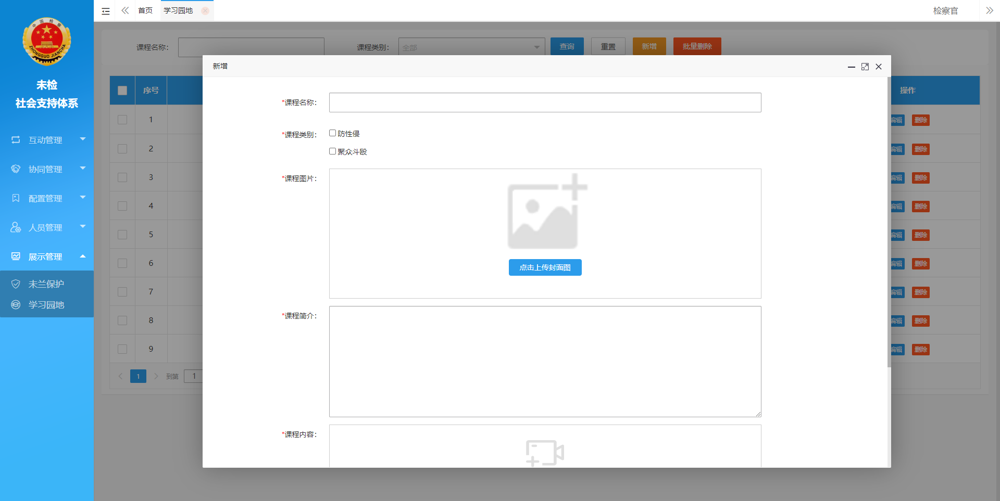 首页
学习园地
检察官
中国检察
ZHONGGUO JIANCHA
未检
社会支持体系
互动管理
协同管理
配置管理
人员管理
展示管理
未兰保护
学习园地
课程名称：
课程类别：
全部
查询
重置
新增
批量删除
序号
操作
1
编辑
删除
2
编辑
删除
3
编辑
删除
4
编辑
删除
5
编辑
删除
6
编辑
删除
7
编辑
删除
8
编辑
删除
9
编辑
删除
1
到第
1
新增
*课程名称：
*课程类别：
防性侵
聚众斗殴
*课程图片：
点击上传封面图
*课程简介：
*课程内容：